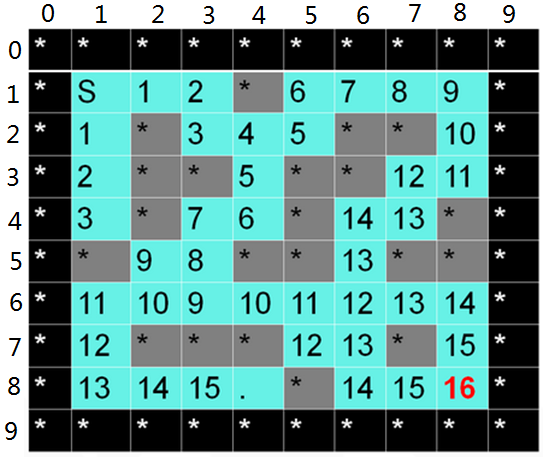 0 1 2 3 4 5 6 7 8 9
0 * * * * * * * * * *
1 * S 1 2 * 6 7 8 9 *
2 * 1 * 3 4 5 * * 10 *
3 * 2 * * 5 * * 12 11 *
4 * 3 * 7 6 * 14 13 * *
5 * * 9 8 * * 13 * * *
6 * 11 10 9 10 11 12 13 14 *
7 * 12 * * * 12 13 * 15 *
8 * 13 14 15 . * 14 15 16 *
9 * * * * * * * * * *